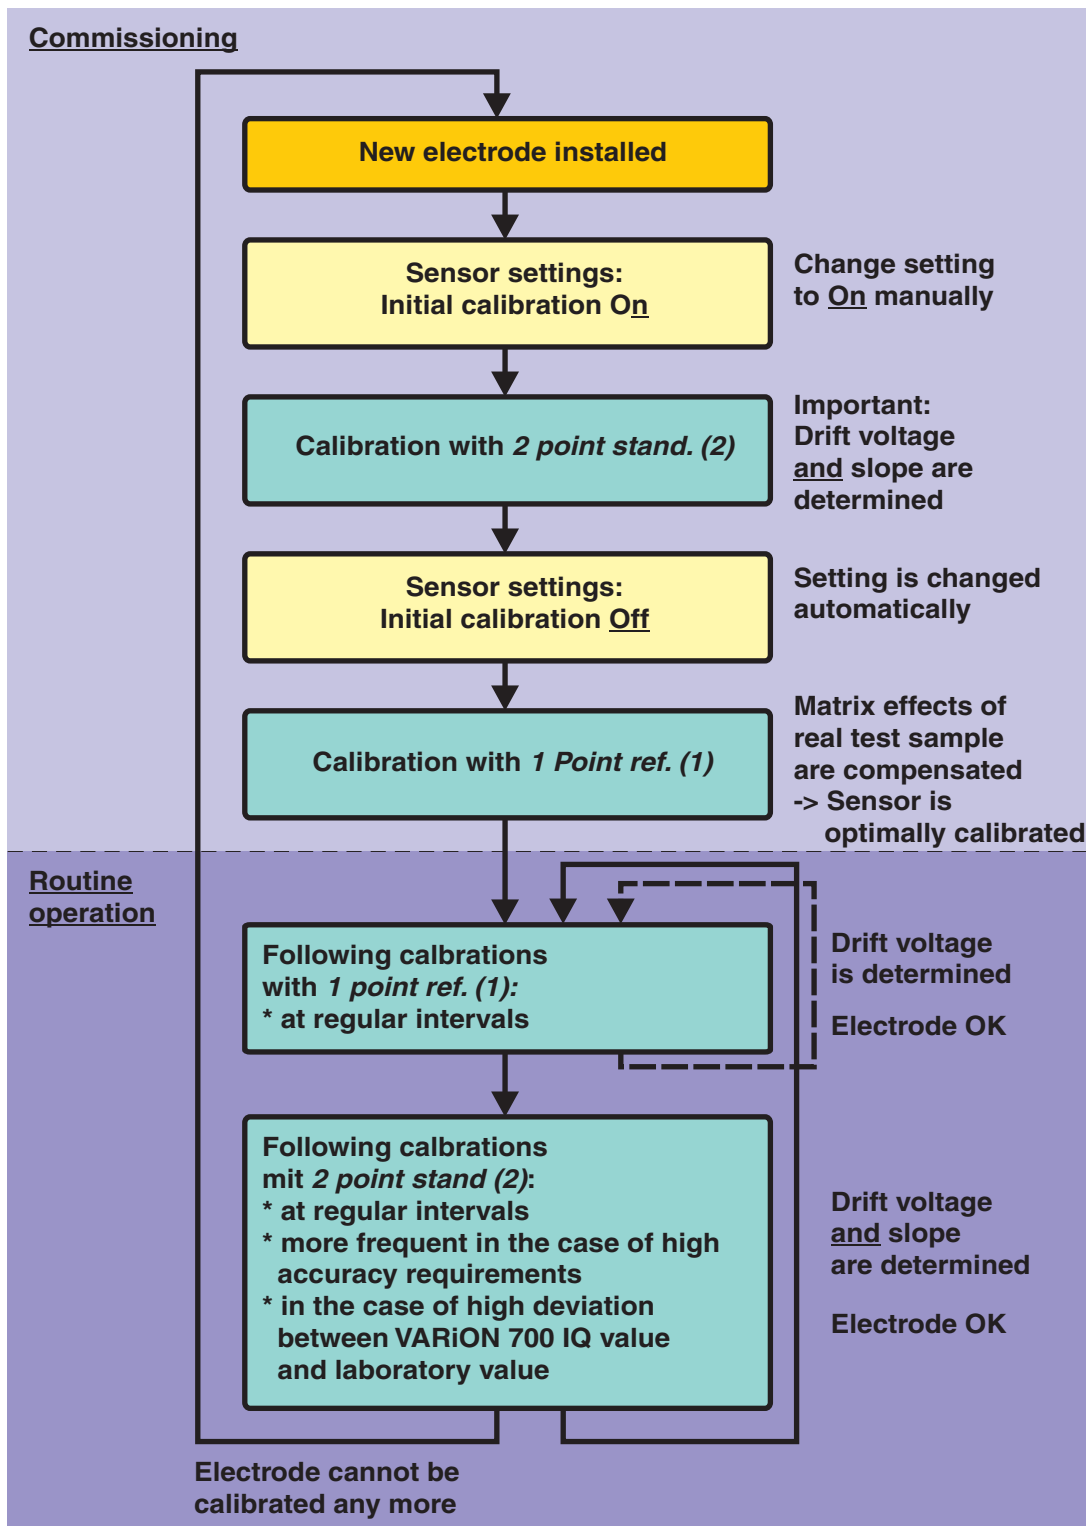 Commissioning
New electrode installed
Sensor settings:
Initial calibration On
Change setting
to On manually
Calibration with 2 point stand. (2)
Important:
Drift voltage
and slope are
determined
Sensor settings:
Initial calibration Off
Setting is changed
automatically
Calibration with 1 Point ref. (1)
Matrix effects of
real test sample
are compensated
-> Sensor is
optimally calibrated
Routine
operation
Following calbrations
with 1 point ref. (1):
* at regular intervals
Drift voltage
is determined
Electrode OK
Following calbrations
mit 2 point stand (2):
* at regular intervals
* more frequent in the case of high
accuracy requirements
* in the case of high deviation
between VARiON 700 IQ value
and laboratory value
Drift voltage
and slope
are determined
Electrode OK
Electrode cannot be
calibrated any more